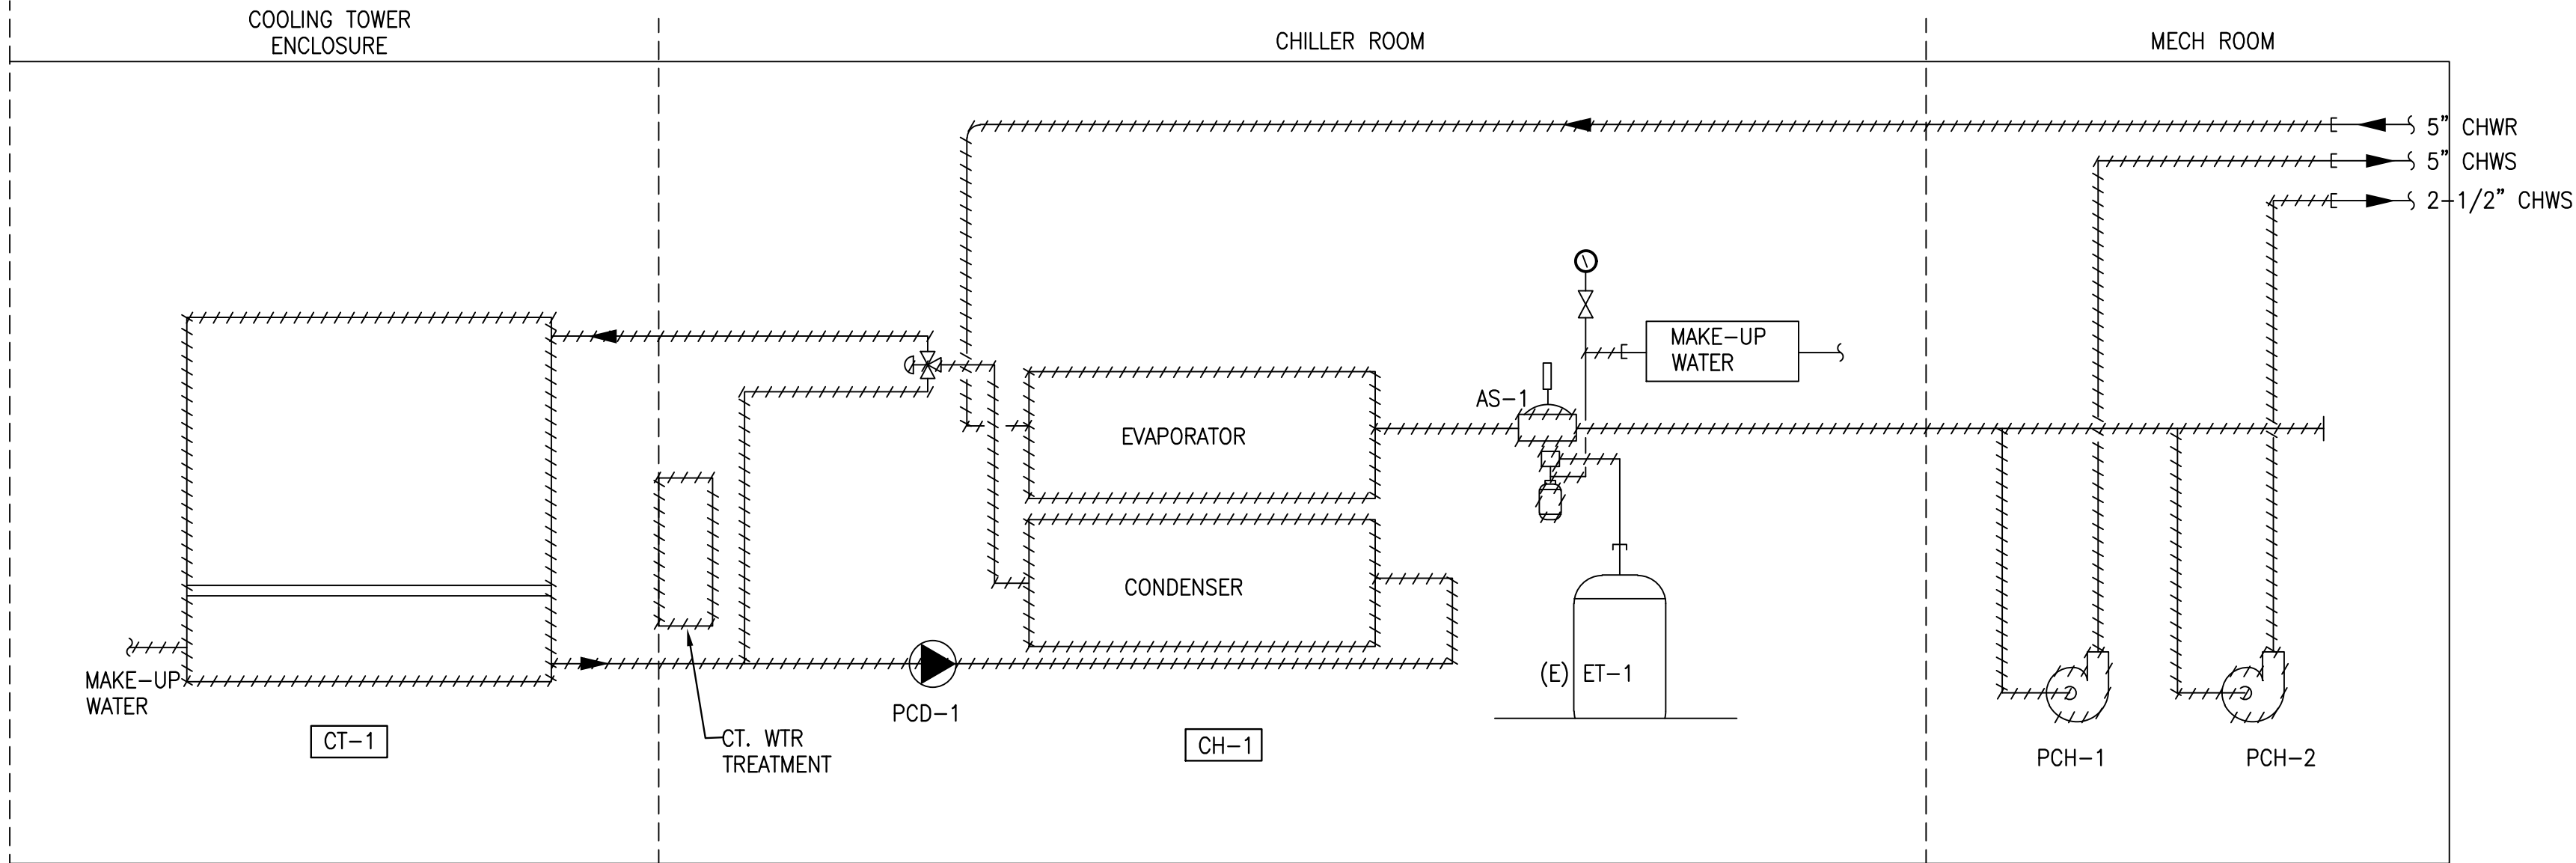 COOLING TOWER
ENCLOSURE
CHILLER ROOM
MECH ROOM
5" CHWR
5" CHWS
2-1/2" CHWS
MAKE-UP
WATER
AS-1
EVAPORATOR
CONDENSER
(E) ET-1
MAKE-UP
WATER
PCD-1
CT-1
CT. WTR
TREATMENT
CH-1
PCH-1
PCH-2